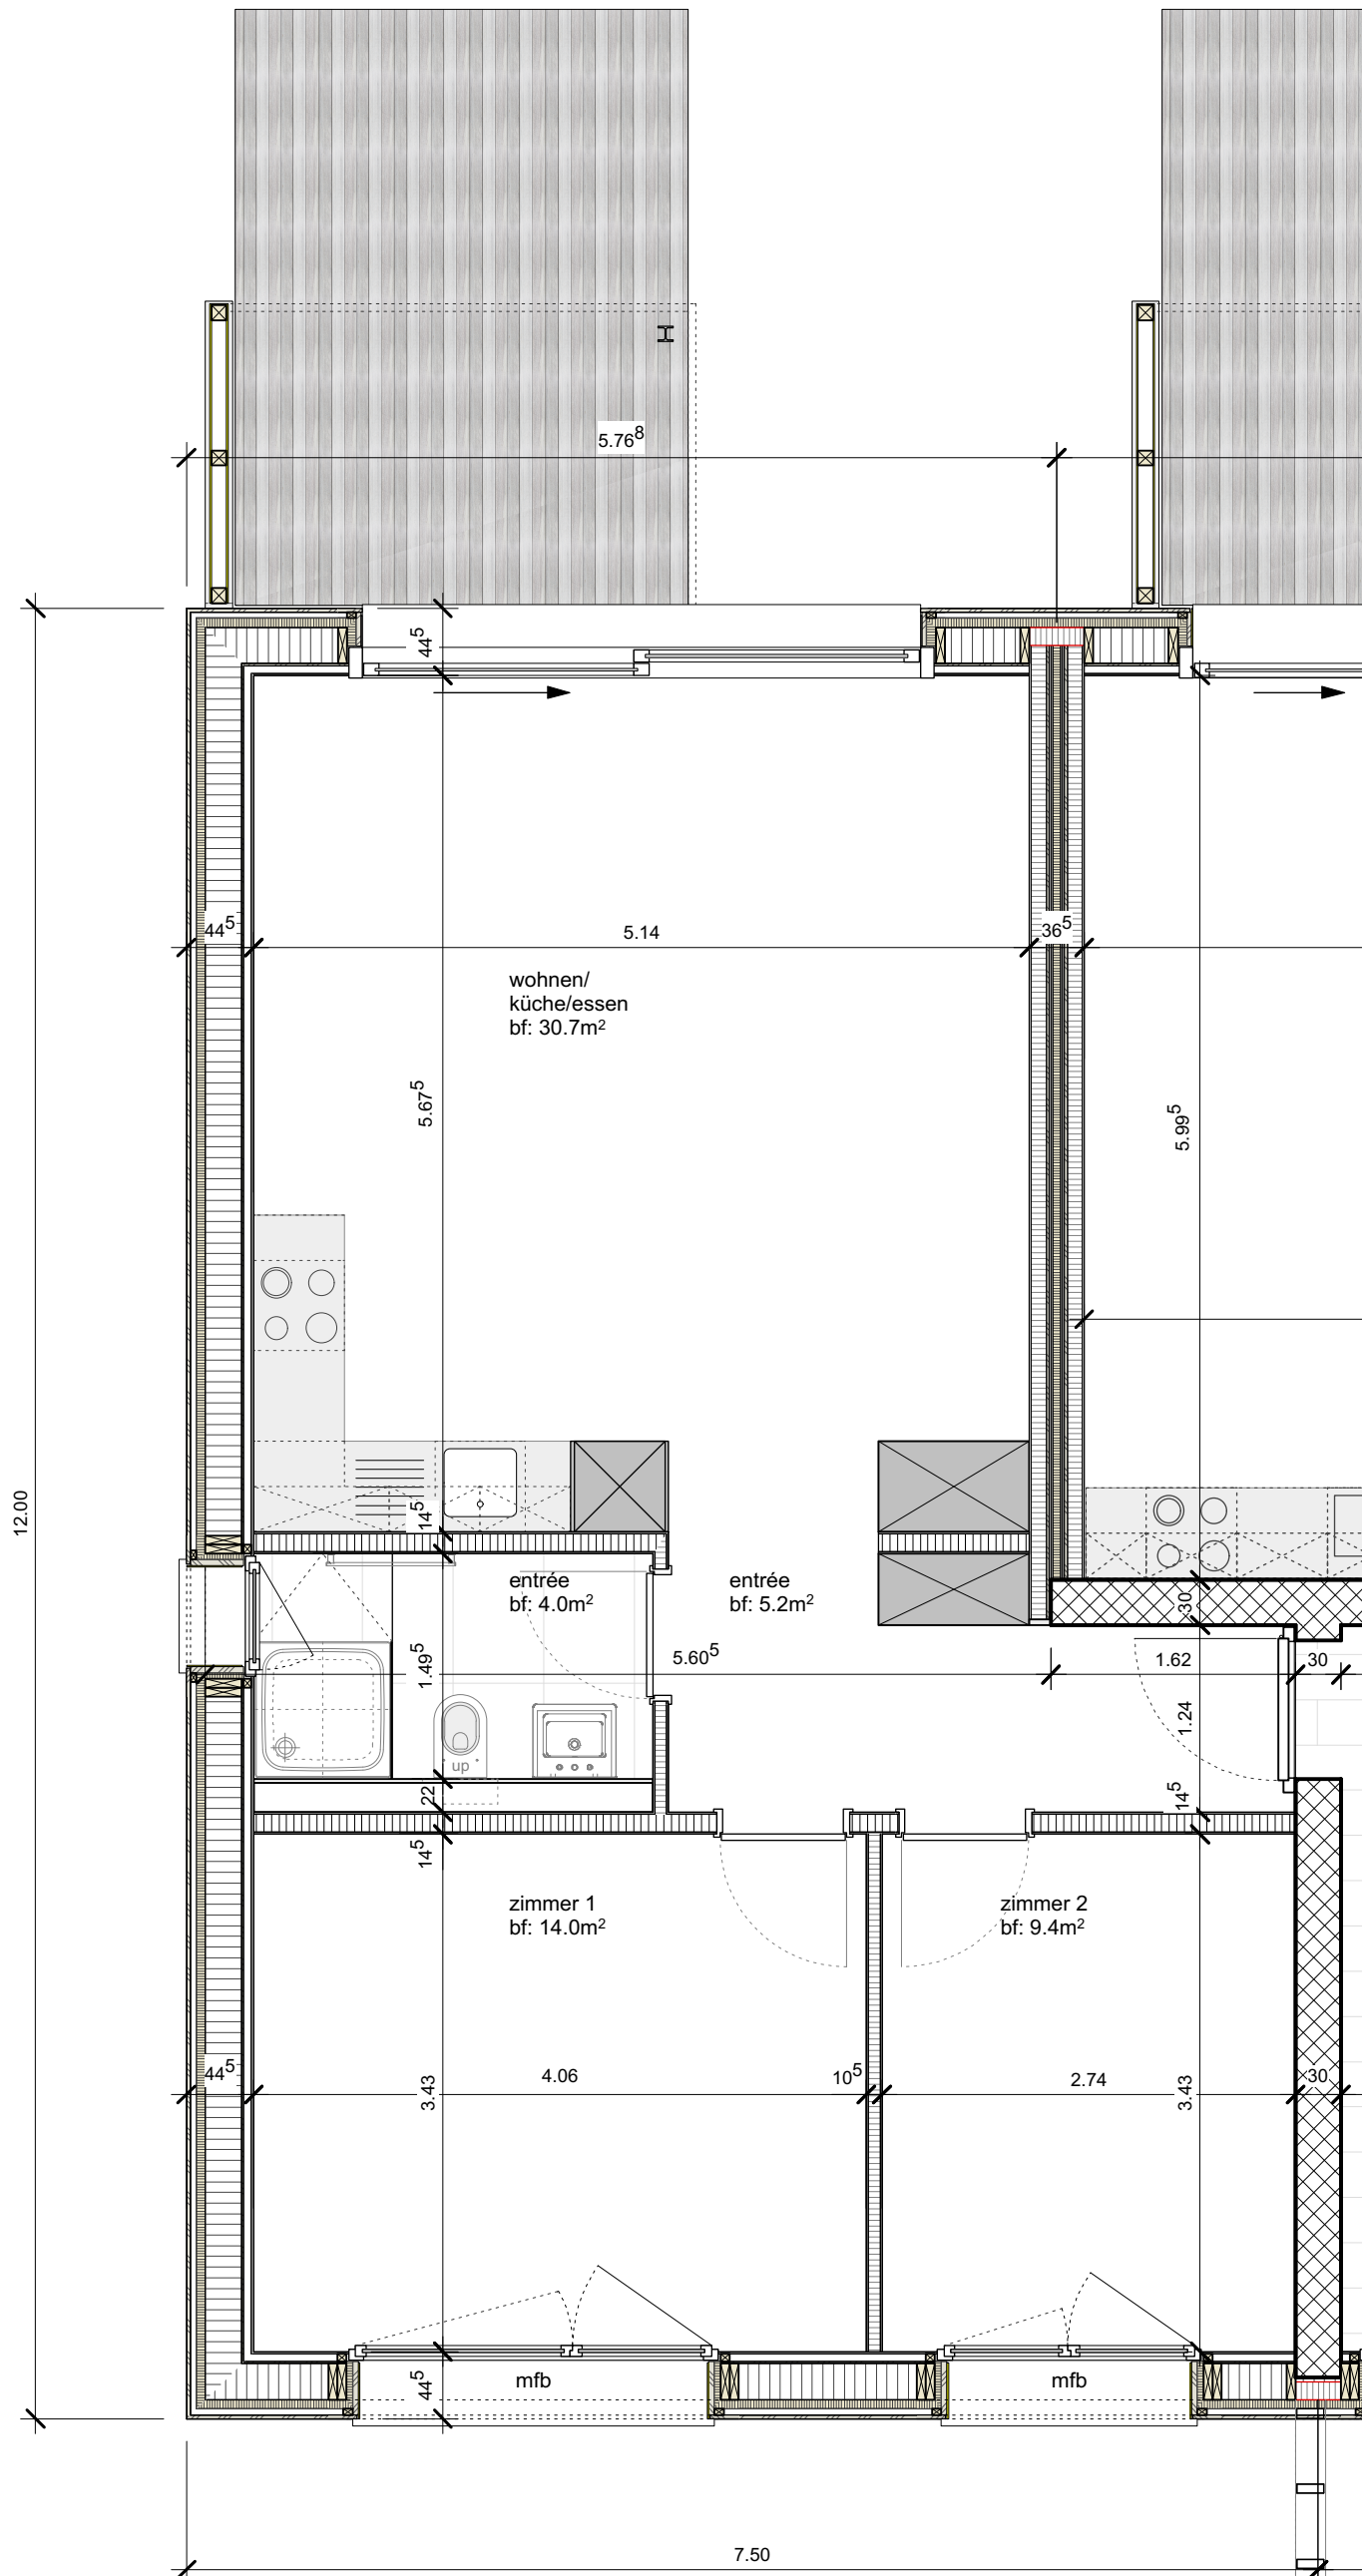 5.76⁸
44⁵
44⁵
5.14
36⁵
wohnen/
küche/essen
bf: 30.7m²
5.67⁵
5.99⁵
12.00
14⁵
entrée
bf: 4.0m²
entrée
bf: 5.2m²
30
1.49⁵
5.60⁵
1.62
30
1.24
up
22
14⁵
14⁵
zimmer 1
bf: 14.0m²
zimmer 2
bf: 9.4m²
44⁵
3.43
4.06
10⁵
2.74
3.43
30
44⁵
mfb
mfb
7.50